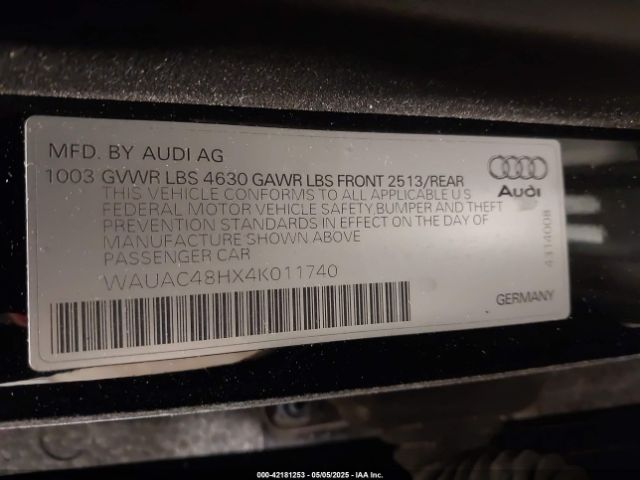 MFD. BY AUDI AG
1003 GVWR LBS 4630 GAWR LBS FRONT 2513/REAR
THIS VEHICLE CONFORMS TO ALL APPLICABLE U S
FEDERAL MOTOR VEHICLE SAFETY, BUMPER AND THEFT
PREVENTION STANDARDS IN EFFECT ON THE DAY OF
MANUFACTURE SHOWN ABOVE
PASSENGER CAR
WAUAC48HX4K011740
Audi
4314008
GERMANY
000-42181253 - 05/05/2025 - IAA Inc.